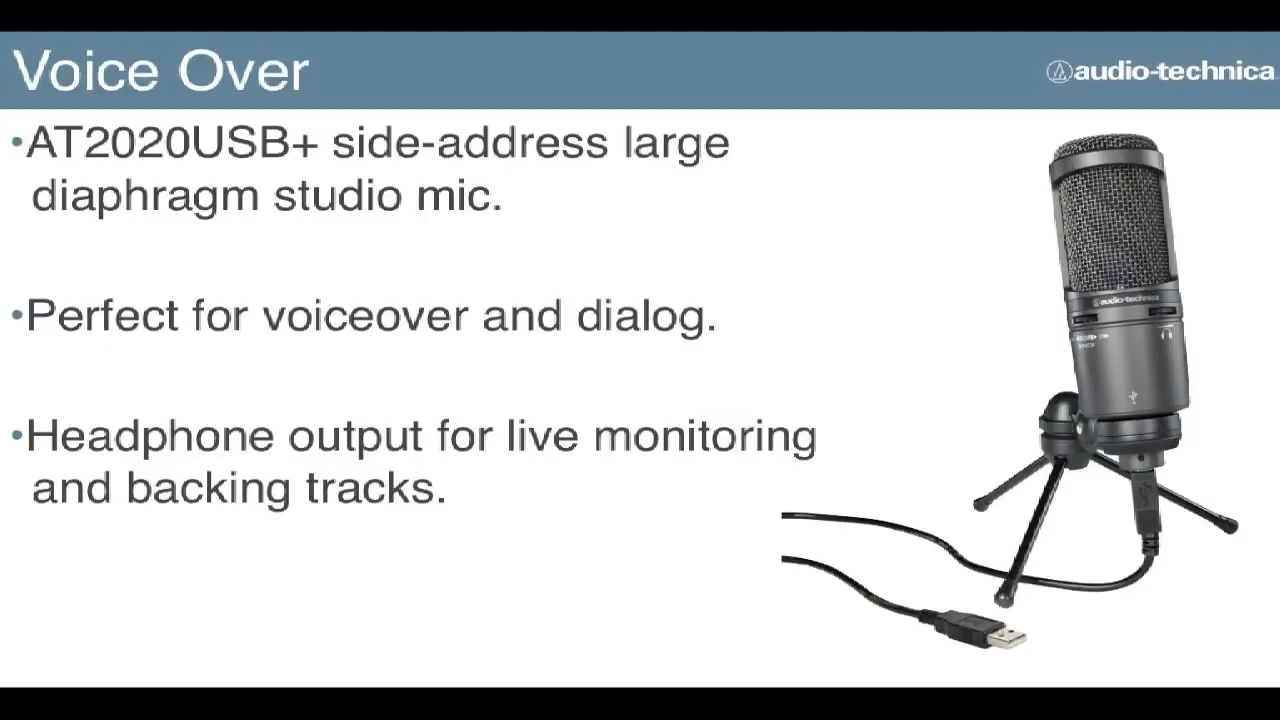 Voice Over
audio-technica
•AT2020USB+ side-address large
diaphragm studio mic.
•Perfect for voiceover and dialog.
•Headphone output for live monitoring
and backing tracks.
audio-technica